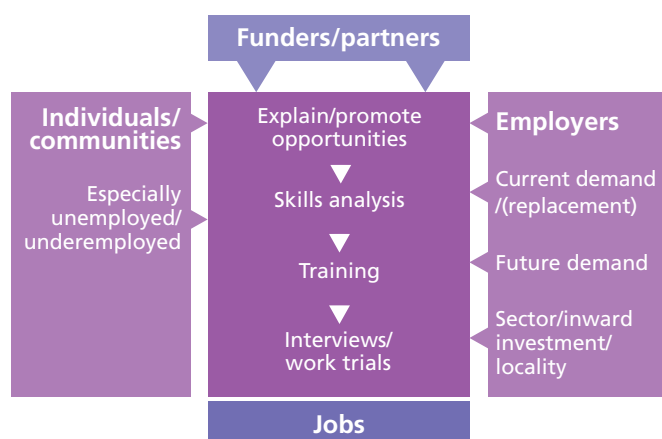 Funders/partners
Individuals/
communities
Especially
unemployed/
underemployed
Explain/promote
opportunities
Skills analysis
Training
Interviews/
work trials
Employers
Current demand
/(replacement)
Future demand
Sector/inward
investment/
locality
Jobs